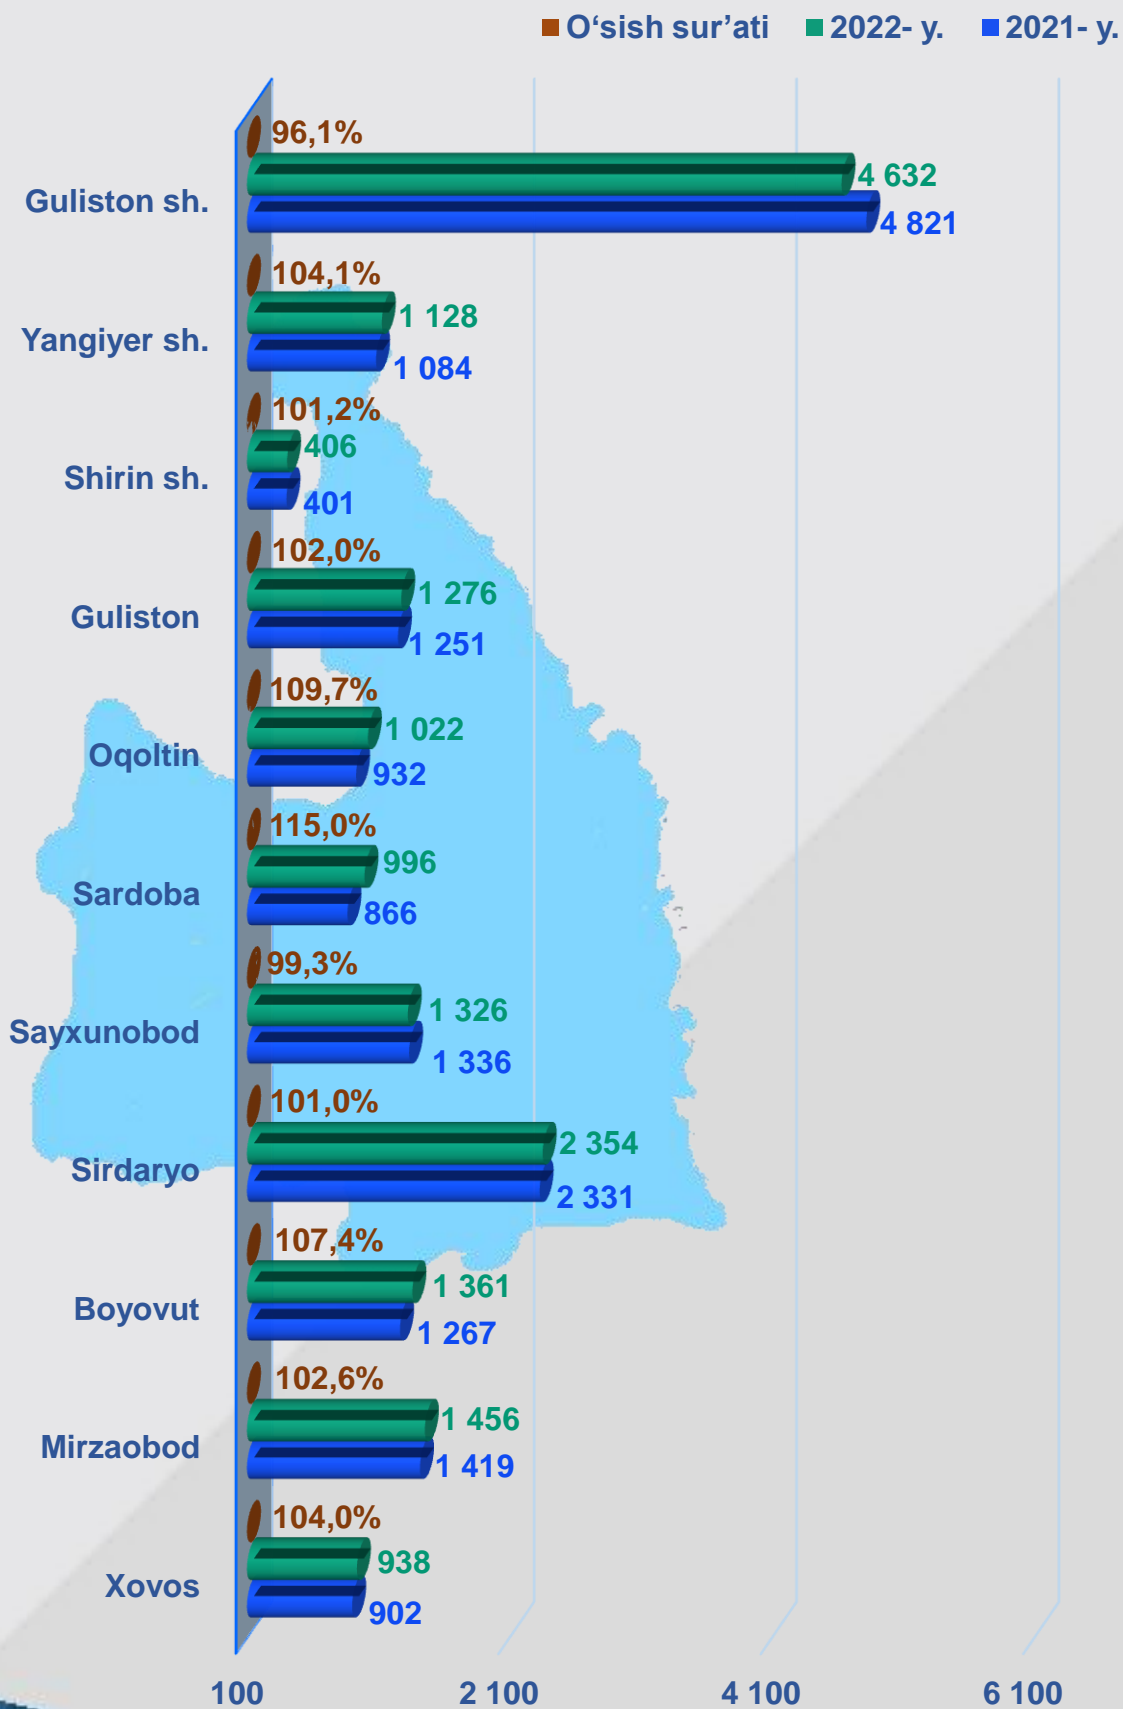 O‘sish sur’ati 2022- y. 2021- y.
96,1%
Guliston sh.
4 632
4 821
104,1%
Yangiyer sh.
1 128
1 084
101,2%
Shirin sh.
406
401
102,0%
Guliston
1 276
1 251
109,7%
Oqoltin
1 022
932
115,0%
Sardoba
996
866
99,3%
Sayxunobod
1 326
1 336
101,0%
Sirdaryo
2 354
2 331
107,4%
Boyovut
1 361
1 267
102,6%
Mirzaobod
1 456
1 419
104,0%
Xovos
938
902
100 2 100 4 100 6 100